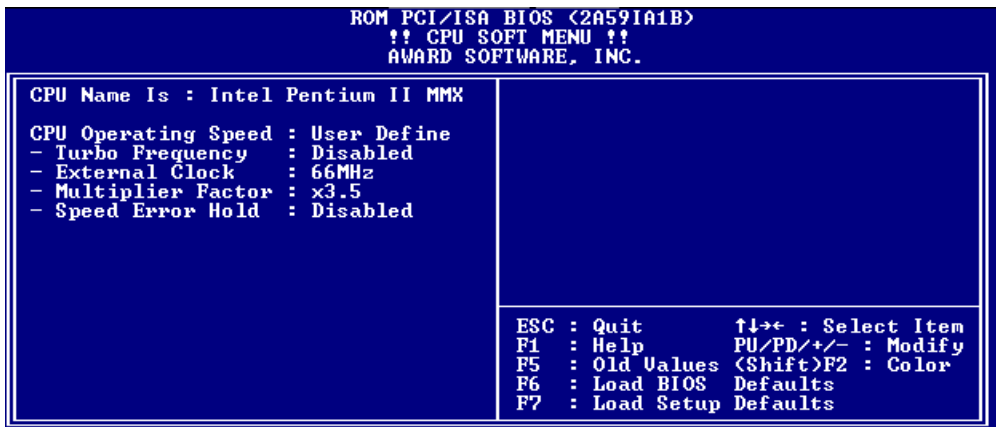 ROM PCI/ISA BIOS (2A59IA1B)
!! CPU SOFT MENU !!
AWARD SOFTWARE, INC.
CPU Name Is : Intel Pentium II MMX
CPU Operating Speed : User Define
- Turbo Frequency : Disabled
- External Clock : 66MHz
- Multiplier Factor : x3.5
- Speed Error Hold : Disabled
ESC : Quit ↑↓→← : Select Item
F1 : Help PU/PD/+/- : Modify
F5 : Old Values (Shift)F2 : Color
F6 : Load BIOS Defaults
F7 : Load Setup Defaults